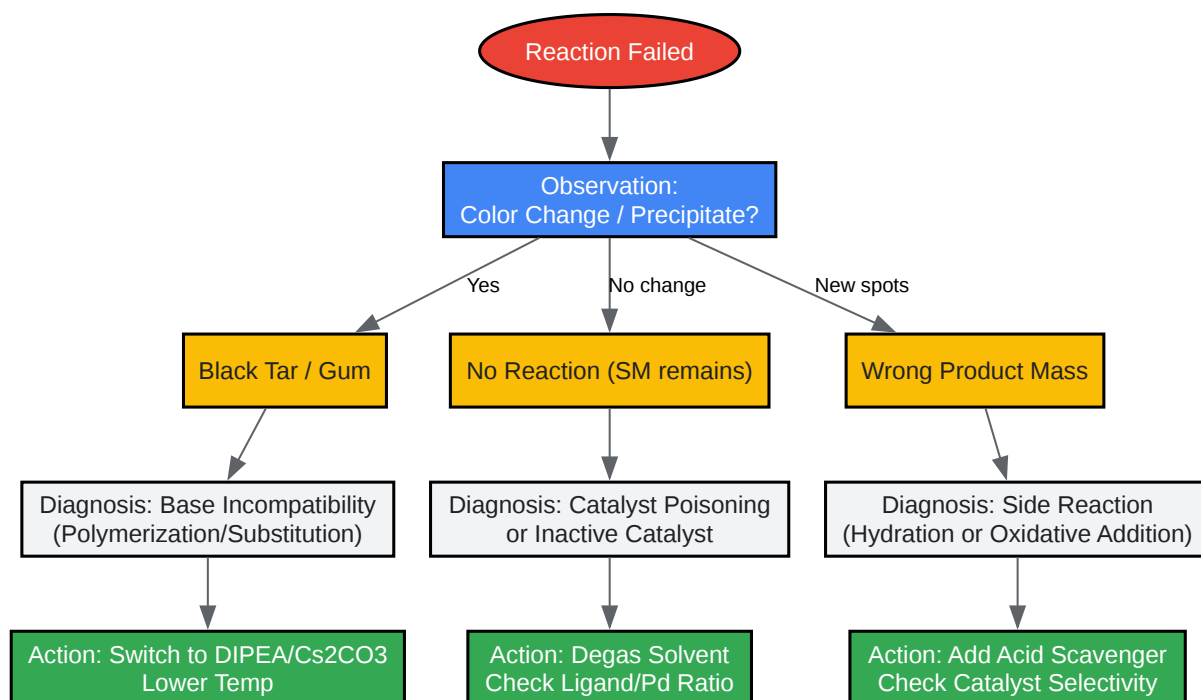 Reaction Failed
Observation:
Color Change / Precipitate?
Yes
No change
New spots
Black Tar / Gum
No Reaction (SM remains)
Wrong Product Mass
Diagnosis: Base Incompatibility
(Polymerization/Substitution)
Diagnosis: Catalyst Poisoning
or Inactive Catalyst
Diagnosis: Side Reaction
(Hydration or Oxidative Addition)
Action: Switch to DIPEA/Cs2CO3
Lower Temp
Action: Degas Solvent
Check Ligand/Pd Ratio
Action: Add Acid Scavenger
Check Catalyst Selectivity